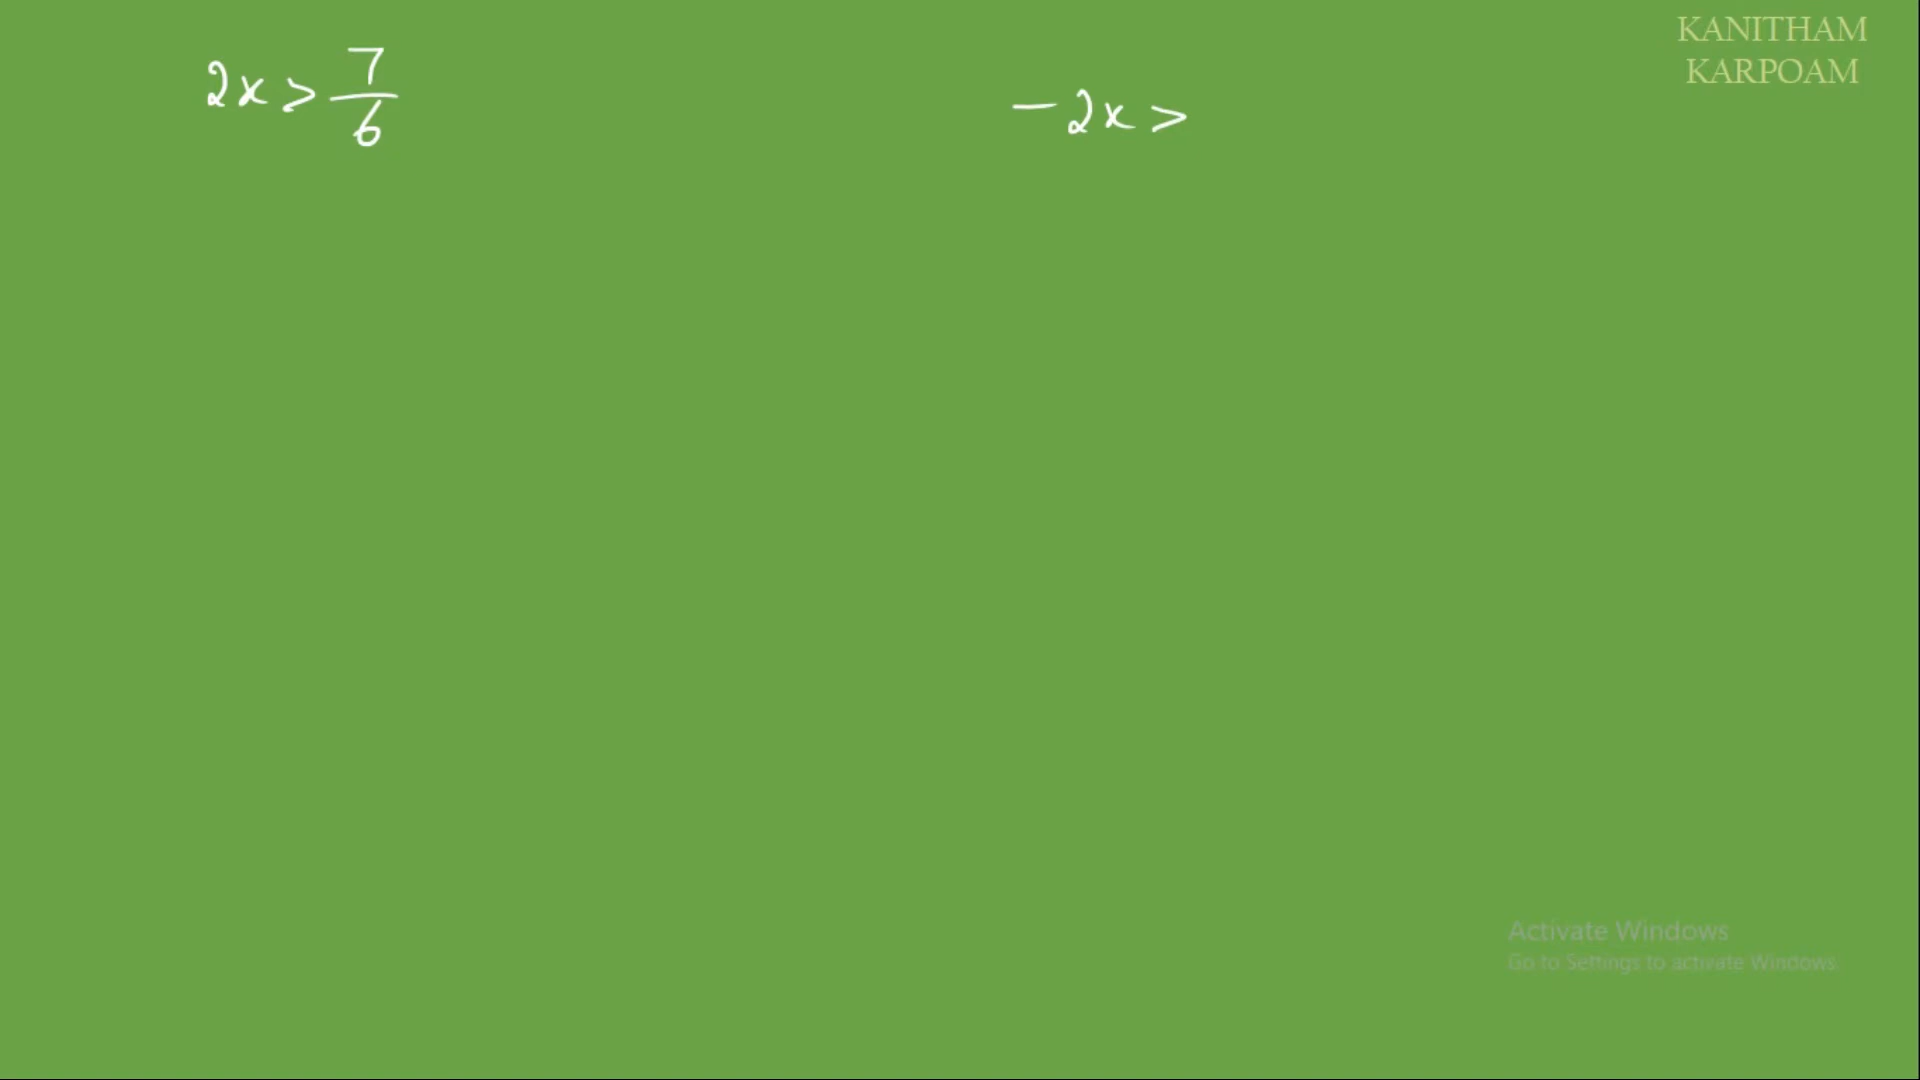 2x > 7/6
-2x >
KANITHAM
KARPOAM
Activate Windows
Go to Settings to activate Windows.